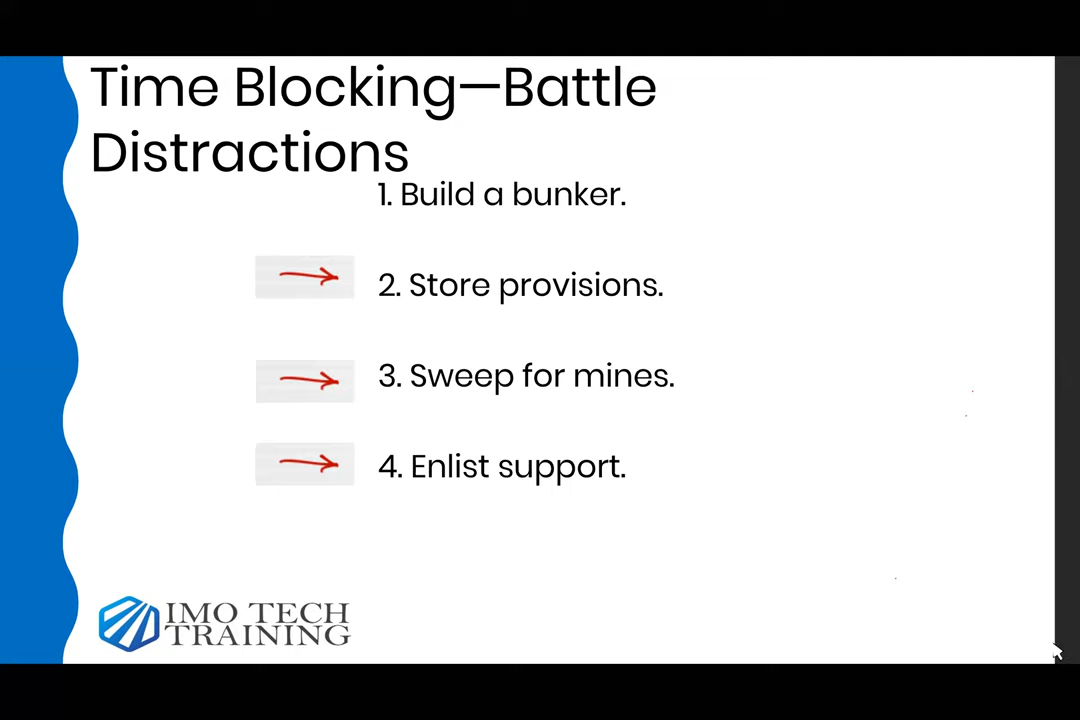 Time Blocking—Battle
Distractions
1. Build a bunker.
2. Store provisions.
3. Sweep for mines.
4. Enlist support.
IMO TECH
TRAINING